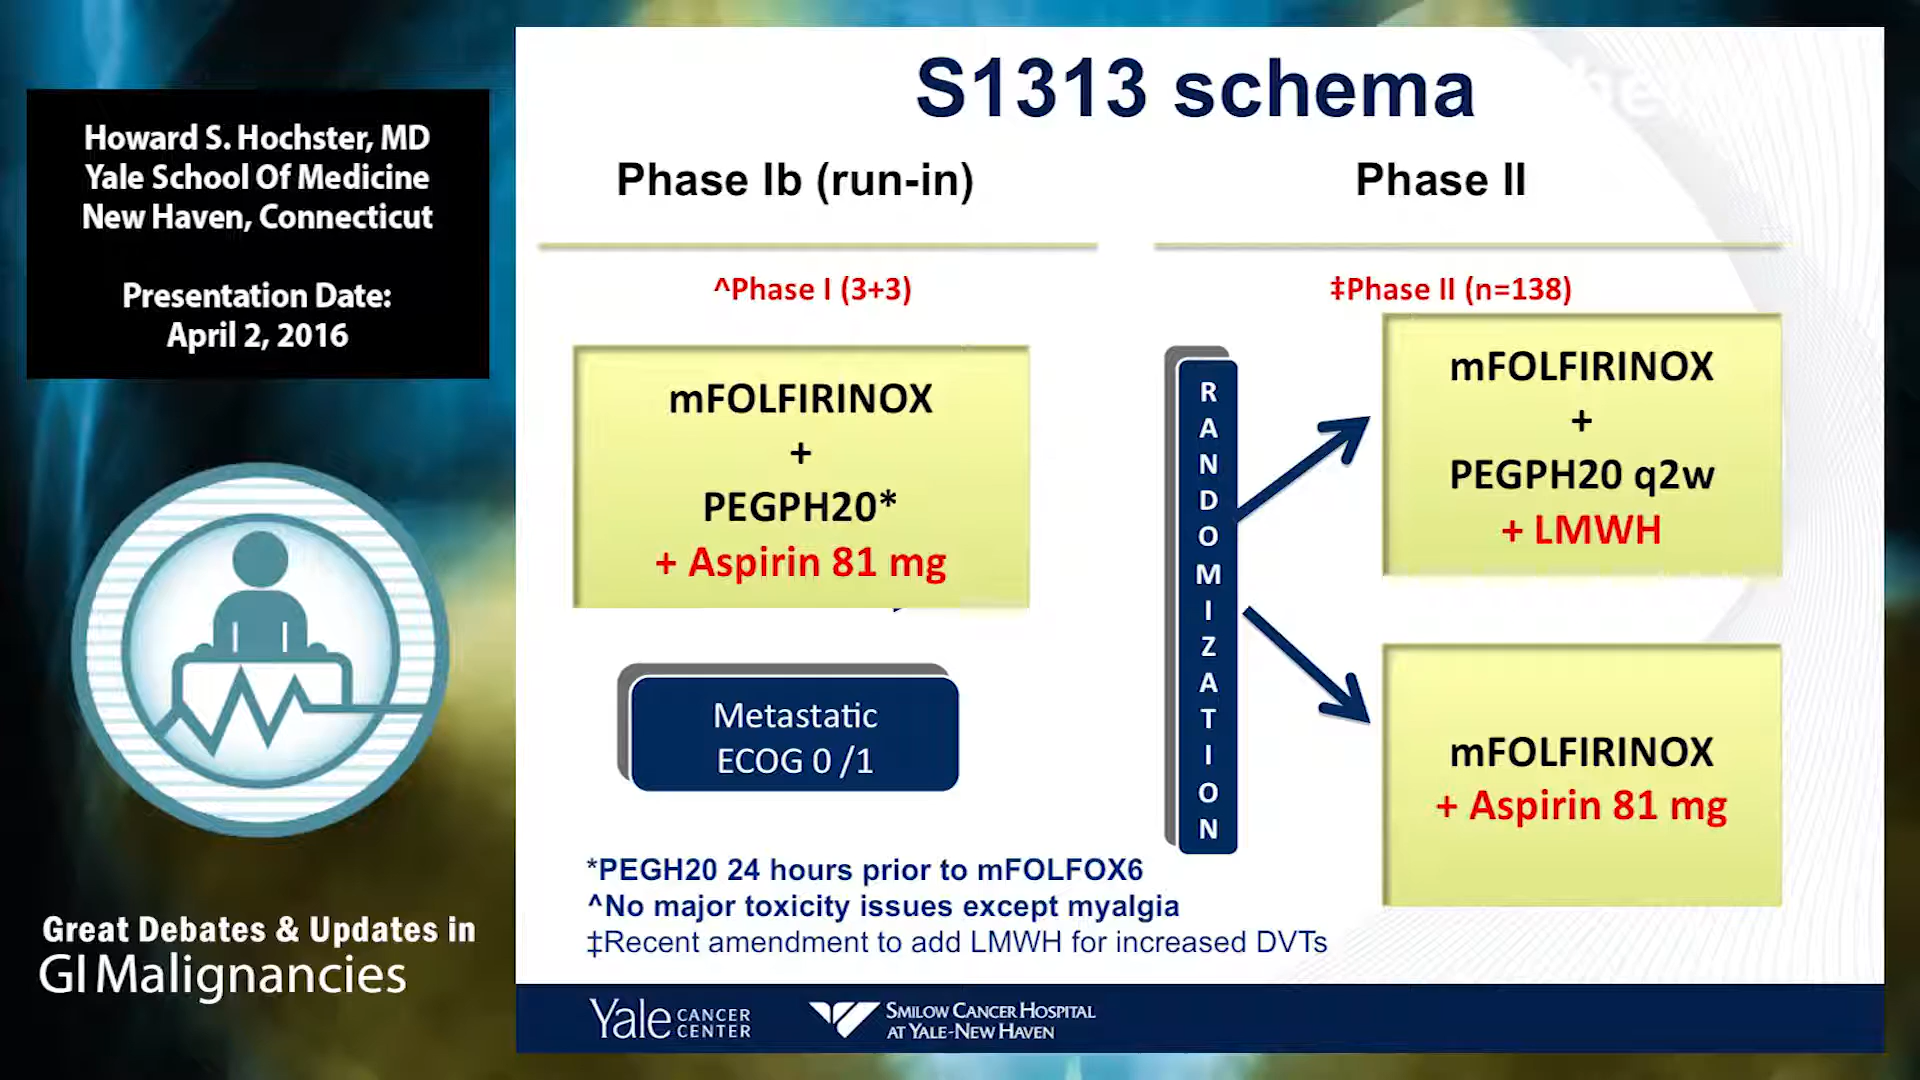 Howard S. Hochster, MD
Yale School Of Medicine
New Haven, Connecticut
Presentation Date:
April 2, 2016
Great Debates & Updates in
GI Malignancies
S1313 schema
Phase Ib (run-in)
^Phase I (3+3)
mFOLFIRINOX
+
PEGPH20*
+ Aspirin 81 mg
Metastatic
ECOG 0 /1
Phase II
‡Phase II (n=138)
RANDOMIZATION
mFOLFIRINOX
+
PEGPH20 q2w
+ LMWH
mFOLFIRINOX
+ Aspirin 81 mg
*PEGH20 24 hours prior to mFOLFOX6
^No major toxicity issues except myalgia
‡Recent amendment to add LMWH for increased DVTs
Yale CANCER CENTER
SMILOW CANCER HOSPITAL
AT YALE-NEW HAVEN